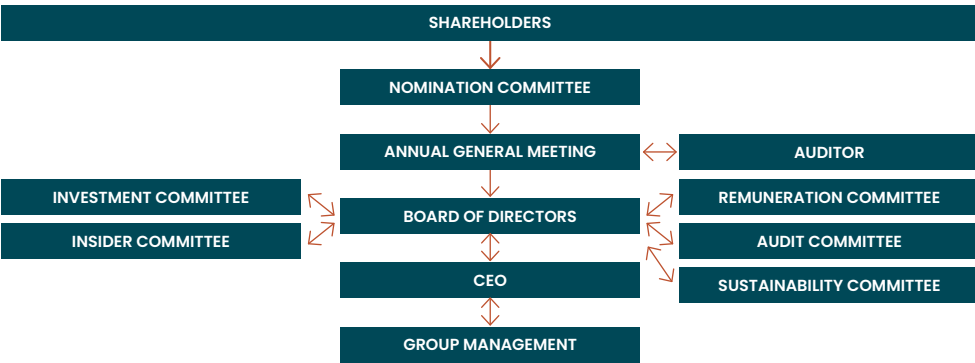 SHAREHOLDERS
NOMINATION COMMITTEE
ANNUAL GENERAL MEETING
AUDITOR
INVESTMENT COMMITTEE
INSIDER COMMITTEE
BOARD OF DIRECTORS
REMUNERATION COMMITTEE
AUDIT COMMITTEE
SUSTAINABILITY COMMITTEE
CEO
GROUP MANAGEMENT